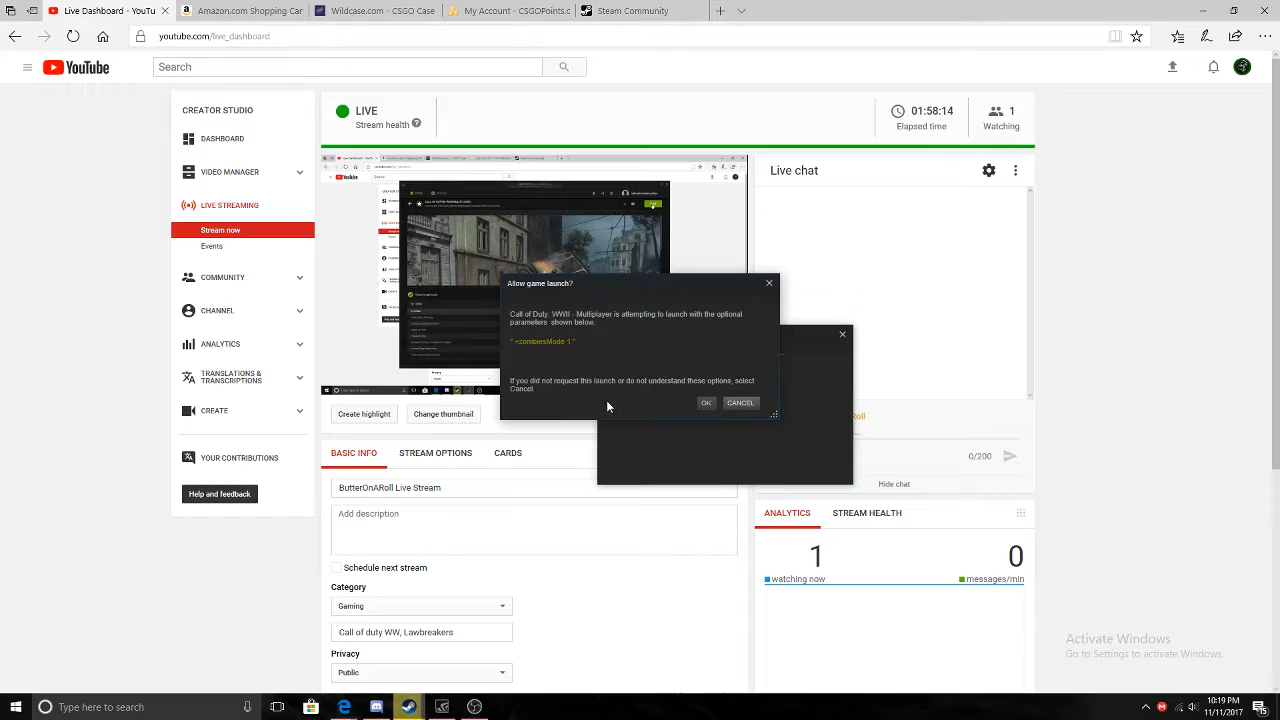 Live Dashboard - YouTu
Amazon.com Shopping Car
Wildcase.com - CSGO Case
My Account - CSGOPoints.c
Steam Community
youtube.com/live_dashboard
YouTube
Search
CREATOR STUDIO
DASHBOARD
VIDEO MANAGER
LIVE STREAMING
Stream now
Events
COMMUNITY
CHANNEL
ANALYTICS
TRANSLATIONS &
TRANSCRIPTIONS
CREATE
YOUR CONTRIBUTIONS
Help and feedback
LIVE
Stream health ?
01:58:14
Elapsed time
1
Watching
Create highlight
Change thumbnail
Allow game launch?
Call of Duty: WWII - Multiplayer is attempting to launch with the optional
parameters shown below.
" +zombiesMode 1 "
If you did not request this launch or do not understand these options, select
Cancel.
OK
CANCEL
Live chat
Roll
...
0/200
Hide chat
BASIC INFO
STREAM OPTIONS
CARDS
ButterOnARoll Live Stream
Add description
Schedule next stream
Category
Gaming
Call of duty WW, Lawbreakers
Privacy
Public
ANALYTICS
STREAM HEALTH
1
watching now
0
messages/min
Activate Windows
Go to Settings to activate Windows.
Type here to search
10:19 PM
11/11/2017